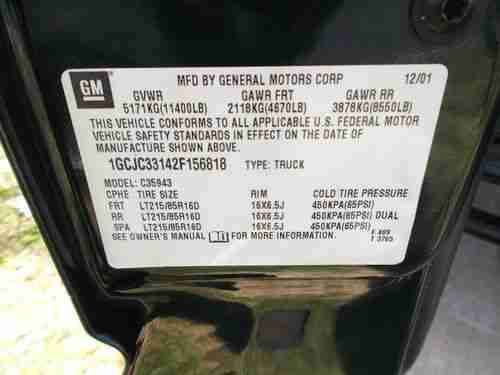 GM MFD BY GENERAL MOTORS CORP 12/01
GVWR GAWR FRT GAWR RR
5171KG(11400LB) 2118KG(4670LB) 3878KG(8550LB)
THIS VEHICLE CONFORMS TO ALL APPLICABLE U.S. FEDERAL MOTOR
VEHICLE SAFETY STANDARDS IN EFFECT ON THE DATE OF
MANUFACTURE SHOWN ABOVE.
1GCJC33142F156818 TYPE: TRUCK
MODEL: C35943
CPC TIRE SIZE RIM COLD TIRE PRESSURE
FRT LT215/85R16D 16X6.5J 450KPA(65PSI)
RR LT215/85R16D 16X6.5J 450KPA(65PSI) DUAL
SPA LT215/85R16D 16X6.5J 450KPA(65PSI)
SEE OWNER'S MANUAL FOR MORE INFORMATION.
T 3705